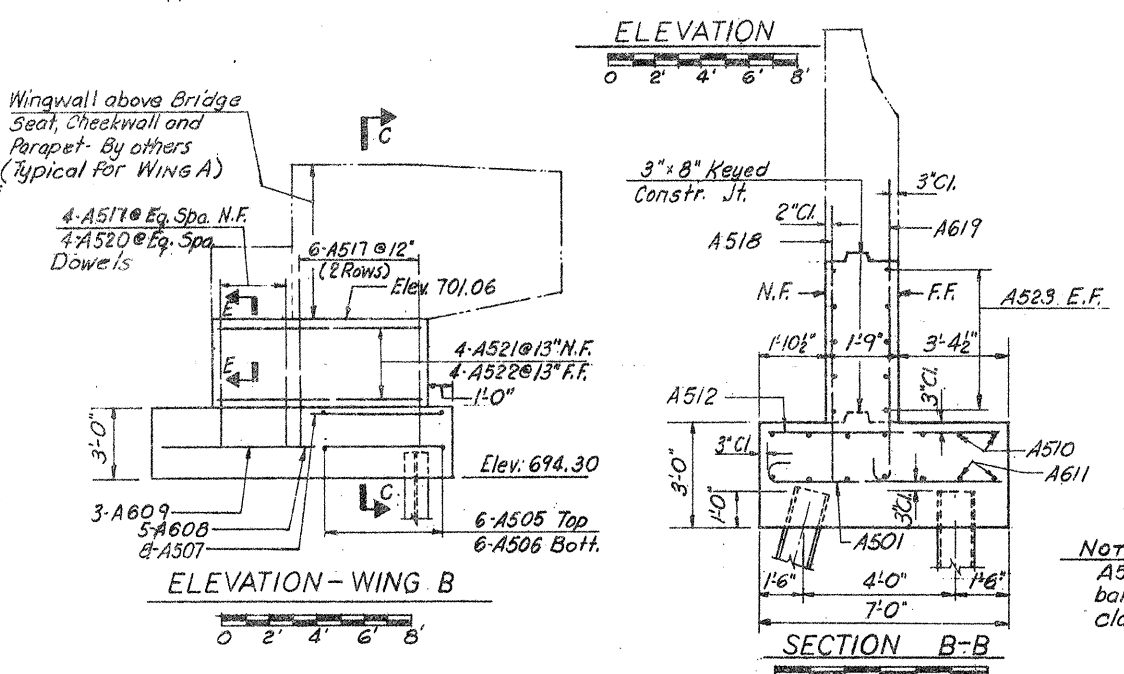 ELEVATION
0 2' 4' 6' 8'
Wingwall above Bridge
Seat, Cheekwall and
Parapet- By others
(Typical for WING A)
C
4-A517@ Eq. Spa. N.F.
4-A520@Eq. Spa.
Dowels
6-A517@12"
(2 Rows)
Elev. 701.06
E
E
4-A521@13"N.F.
4-A522@13"F.F.
1'-0"
3'-0"
Elev: 694.30
C
3-A609
5-A608
8-A507
6-A505 Top
6-A506 Bott.
ELEVATION-WING B
0 2' 4' 6' 8'
3"x8" Keyed
Constr. Jt.
3"Cl.
2"Cl.
A518
A619
N.F.
F.F.
A523 E.F.
1'-10½"
1'-9"
3'-4½"
A512
3"Cl.
3"Cl.
A510
A611
3'-0"
1'-0"
3"Cl.
A501
1'-6"
4'-0"
1'-6"
7'-0"
SECTION B-B
NOT
A5
bar
cla